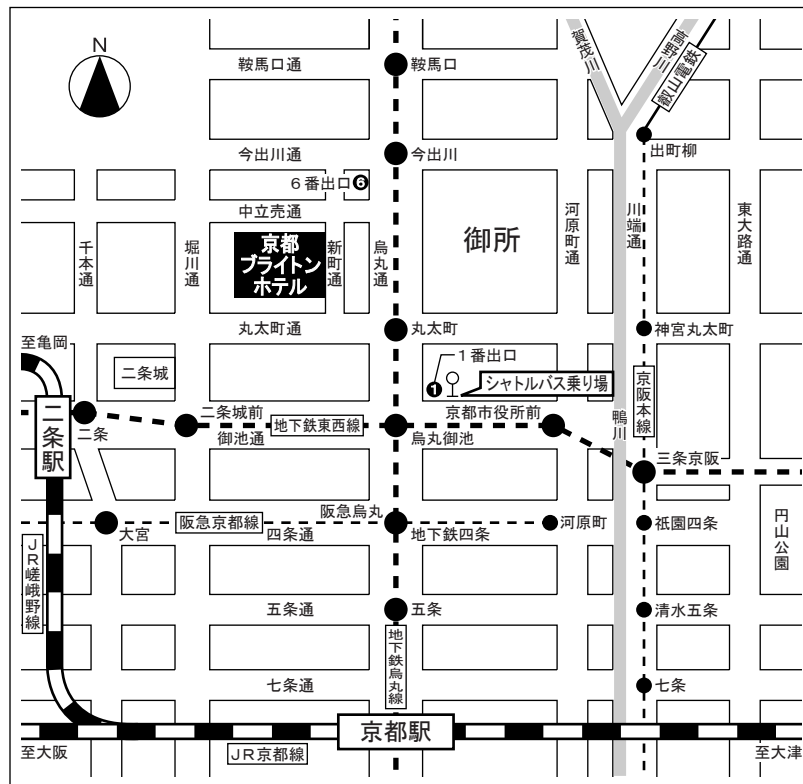 N
鞍馬口通
鞍馬口
賀茂川
高野川
叡山電鉄
今出川通
今出川
出町柳
6番出口
6
中立売通
千本通
堀川通
京都
ブライトン
ホテル
新町通
烏丸通
御所
河原町通
川端通
東大路通
丸太町通
丸太町
神宮丸太町
至亀岡
二条城
1番出口
1
シャトルバス乗り場
京阪本線
二条駅
二条
二条城前
地下鉄東西線
京都市役所前
御池通
烏丸御池
鴨川
三条京阪
阪急烏丸
大宮
阪急京都線
四条通
地下鉄四条
河原町
祇園四条
円山公園
JR嵯峨野線
五条通
五条
清水五条
地下鉄烏丸線
七条通
七条
京都駅
至大阪
JR京都線
至大津